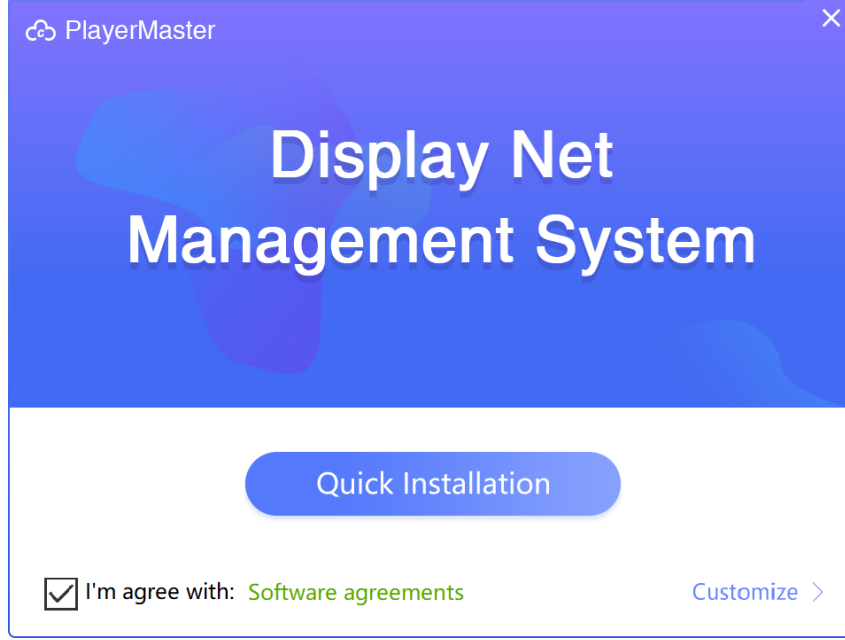 PlayerMaster
Display Net
Management System
Quick Installation
I'm agree with: Software agreements
Customize